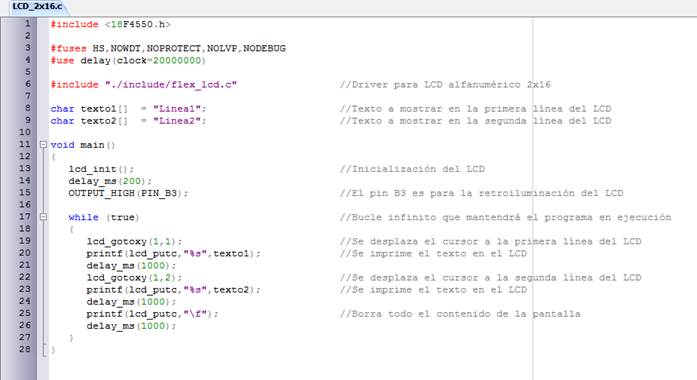 LCD_2x16.c
1 #include <18F4550.h>
2
3 #fuses HS,NOWDT,NOPROTECT,NOLVP,NODEBUG
4 #use delay(clock=20000000)
5
6 #include "./include/flex_lcd.c" //Driver para LCD alfanumérico 2x16
7
8 char texto1[] = "Linea1"; //Texto a mostrar en la primera línea del LCD
9 char texto2[] = "Linea2"; //Texto a mostrar en la segunda línea del LCD
10
11 void main()
12 {
13 lcd_init(); //Inicialización del LCD
14 delay_ms(200);
15 OUTPUT_HIGH(PIN_B3); //El pin B3 es para la retroiluminación del LCD
16
17 while (true) //Bucle infinito que mantendrá el programa en ejecución
18 {
19 lcd_gotoxy(1,1); //Se desplaza el cursor a la primera línea del LCD
20 printf(lcd_putc,"%s",texto1); //Se imprime el texto en el LCD
21 delay_ms(1000);
22 lcd_gotoxy(1,2); //Se desplaza el cursor a la segunda línea del LCD
23 printf(lcd_putc,"%s",texto2); //Se imprime el texto en el LCD
24 delay_ms(1000);
25 printf(lcd_putc,"\f"); //Borra todo el contenido de la pantalla
26 delay_ms(1000);
27 }
28 }